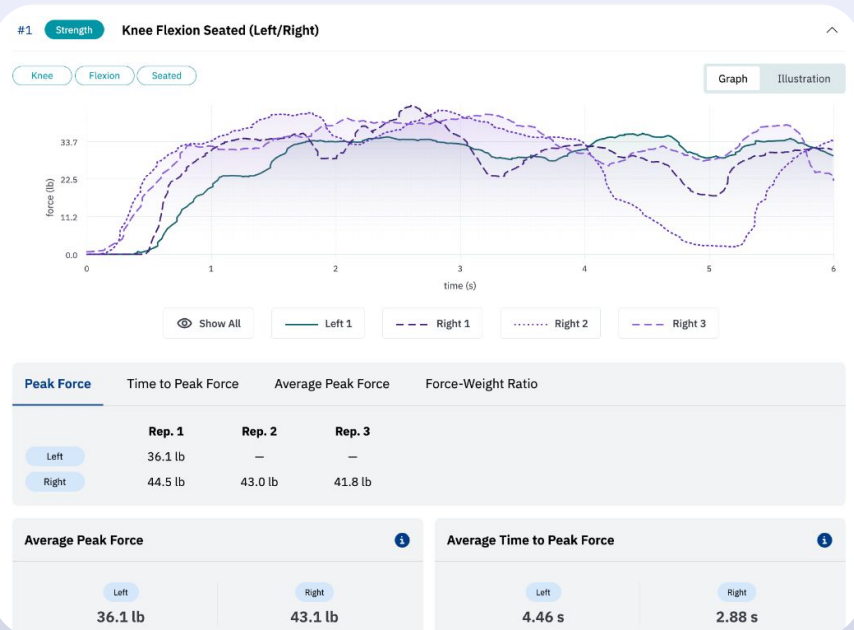 #1 Strength Knee Flexion Seated (Left/Right)
Knee Flexion Seated
Graph Illustration
33.7
22.5
11.2
0.0
force (lb)
0 1 2 3 4 5 6
time (s)
Show All Left 1 Right 1 Right 2 Right 3
Peak Force Time to Peak Force Average Peak Force Force-Weight Ratio
Rep. 1 Rep. 2 Rep. 3
Left 36.1 lb — —
Right 44.5 lb 43.0 lb 41.8 lb
Average Peak Force i
Left Right
36.1 lb 43.1 lb
Average Time to Peak Force i
Left Right
4.46 s 2.88 s